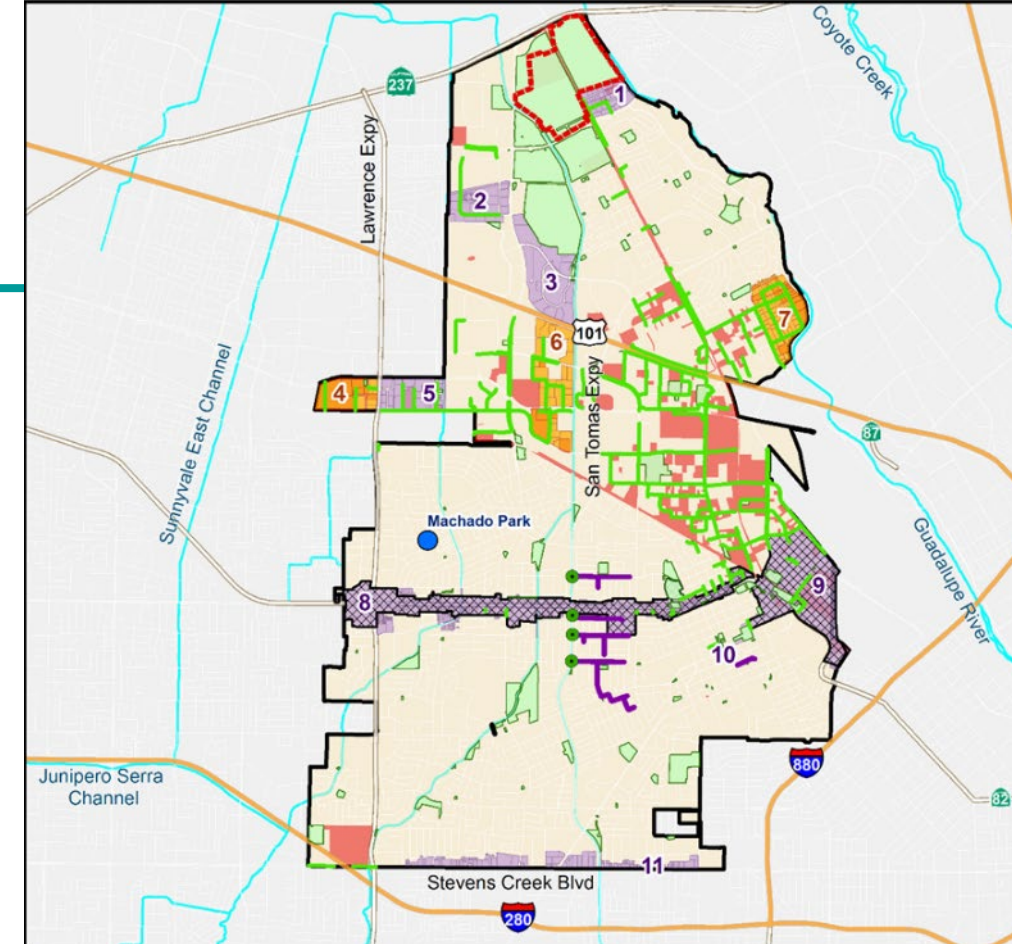 Coyote Creek
CALIFORNIA
237
Lawrence Expy
1
2
3
7
101
6
4
5
San Tomas Expy
87
Sunnyvale East Channel
Machado Park
Guadalupe River
8
9
10
880
Junipero Serra
Channel
82
11
Stevens Creek Blvd
280